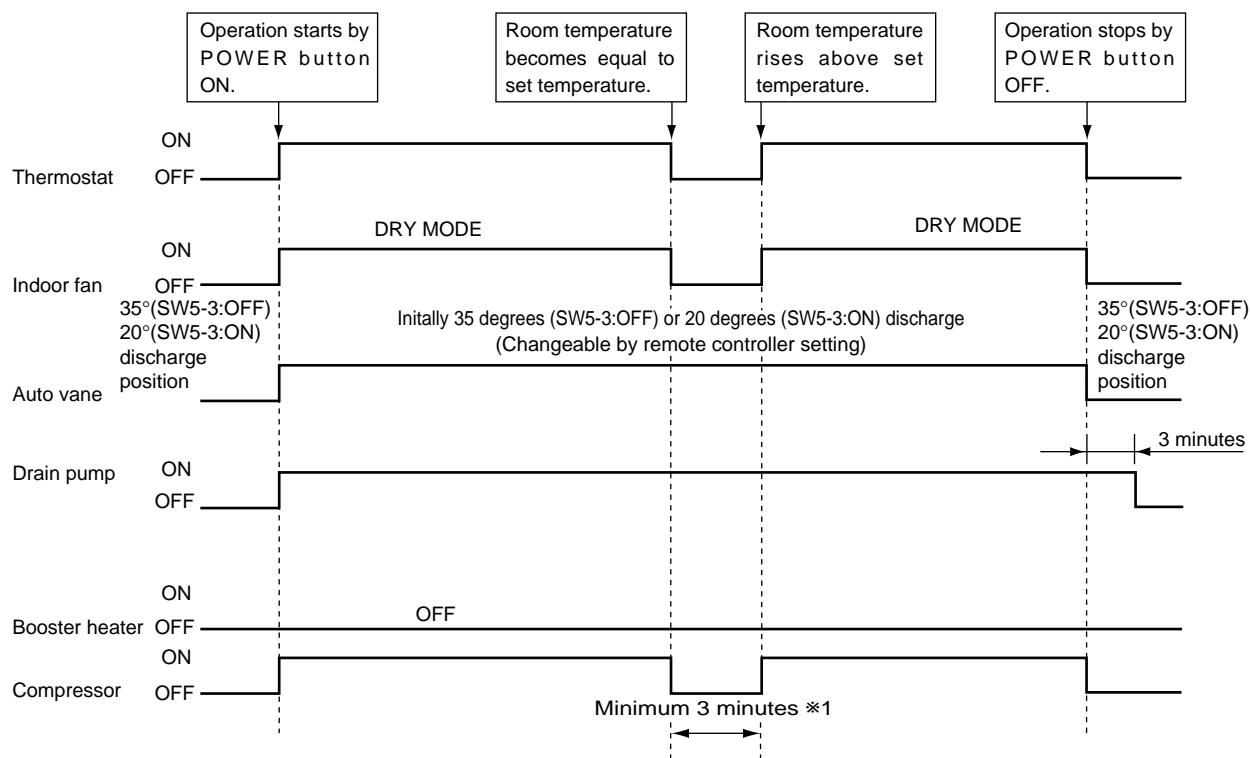 Operation starts by
POWER button
ON.
Room temperature
becomes equal to
set temperature.
Room temperature
rises above set
temperature.
Operation stops by
POWER button
OFF.
ON
Thermostat OFF
DRY MODE
DRY MODE
ON
Indoor fan OFF
35°(SW5-3:OFF)
20°(SW5-3:ON)
discharge
position
Initally 35 degrees (SW5-3:OFF) or 20 degrees (SW5-3:ON) discharge
(Changeable by remote controller setting)
35°(SW5-3:OFF)
20°(SW5-3:ON)
discharge
position
Auto vane
3 minutes
Drain pump ON
OFF
ON
OFF
Booster heater OFF
ON
Compressor OFF
Minimum 3 minutes ※1